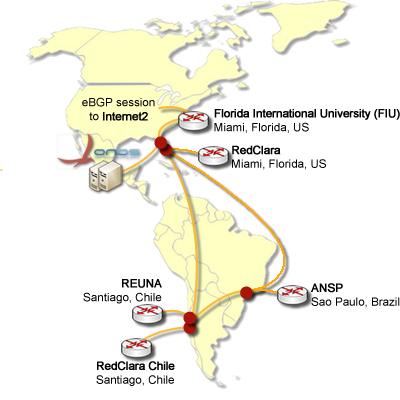 eBGP session
to Internet2
Florida International University (FIU)
Miami, Florida, US
RedClara
Miami, Florida, US
onos
REUNA
Santiago, Chile
ANSP
Sao Paulo, Brazil
RedClara Chile
Santiago, Chile